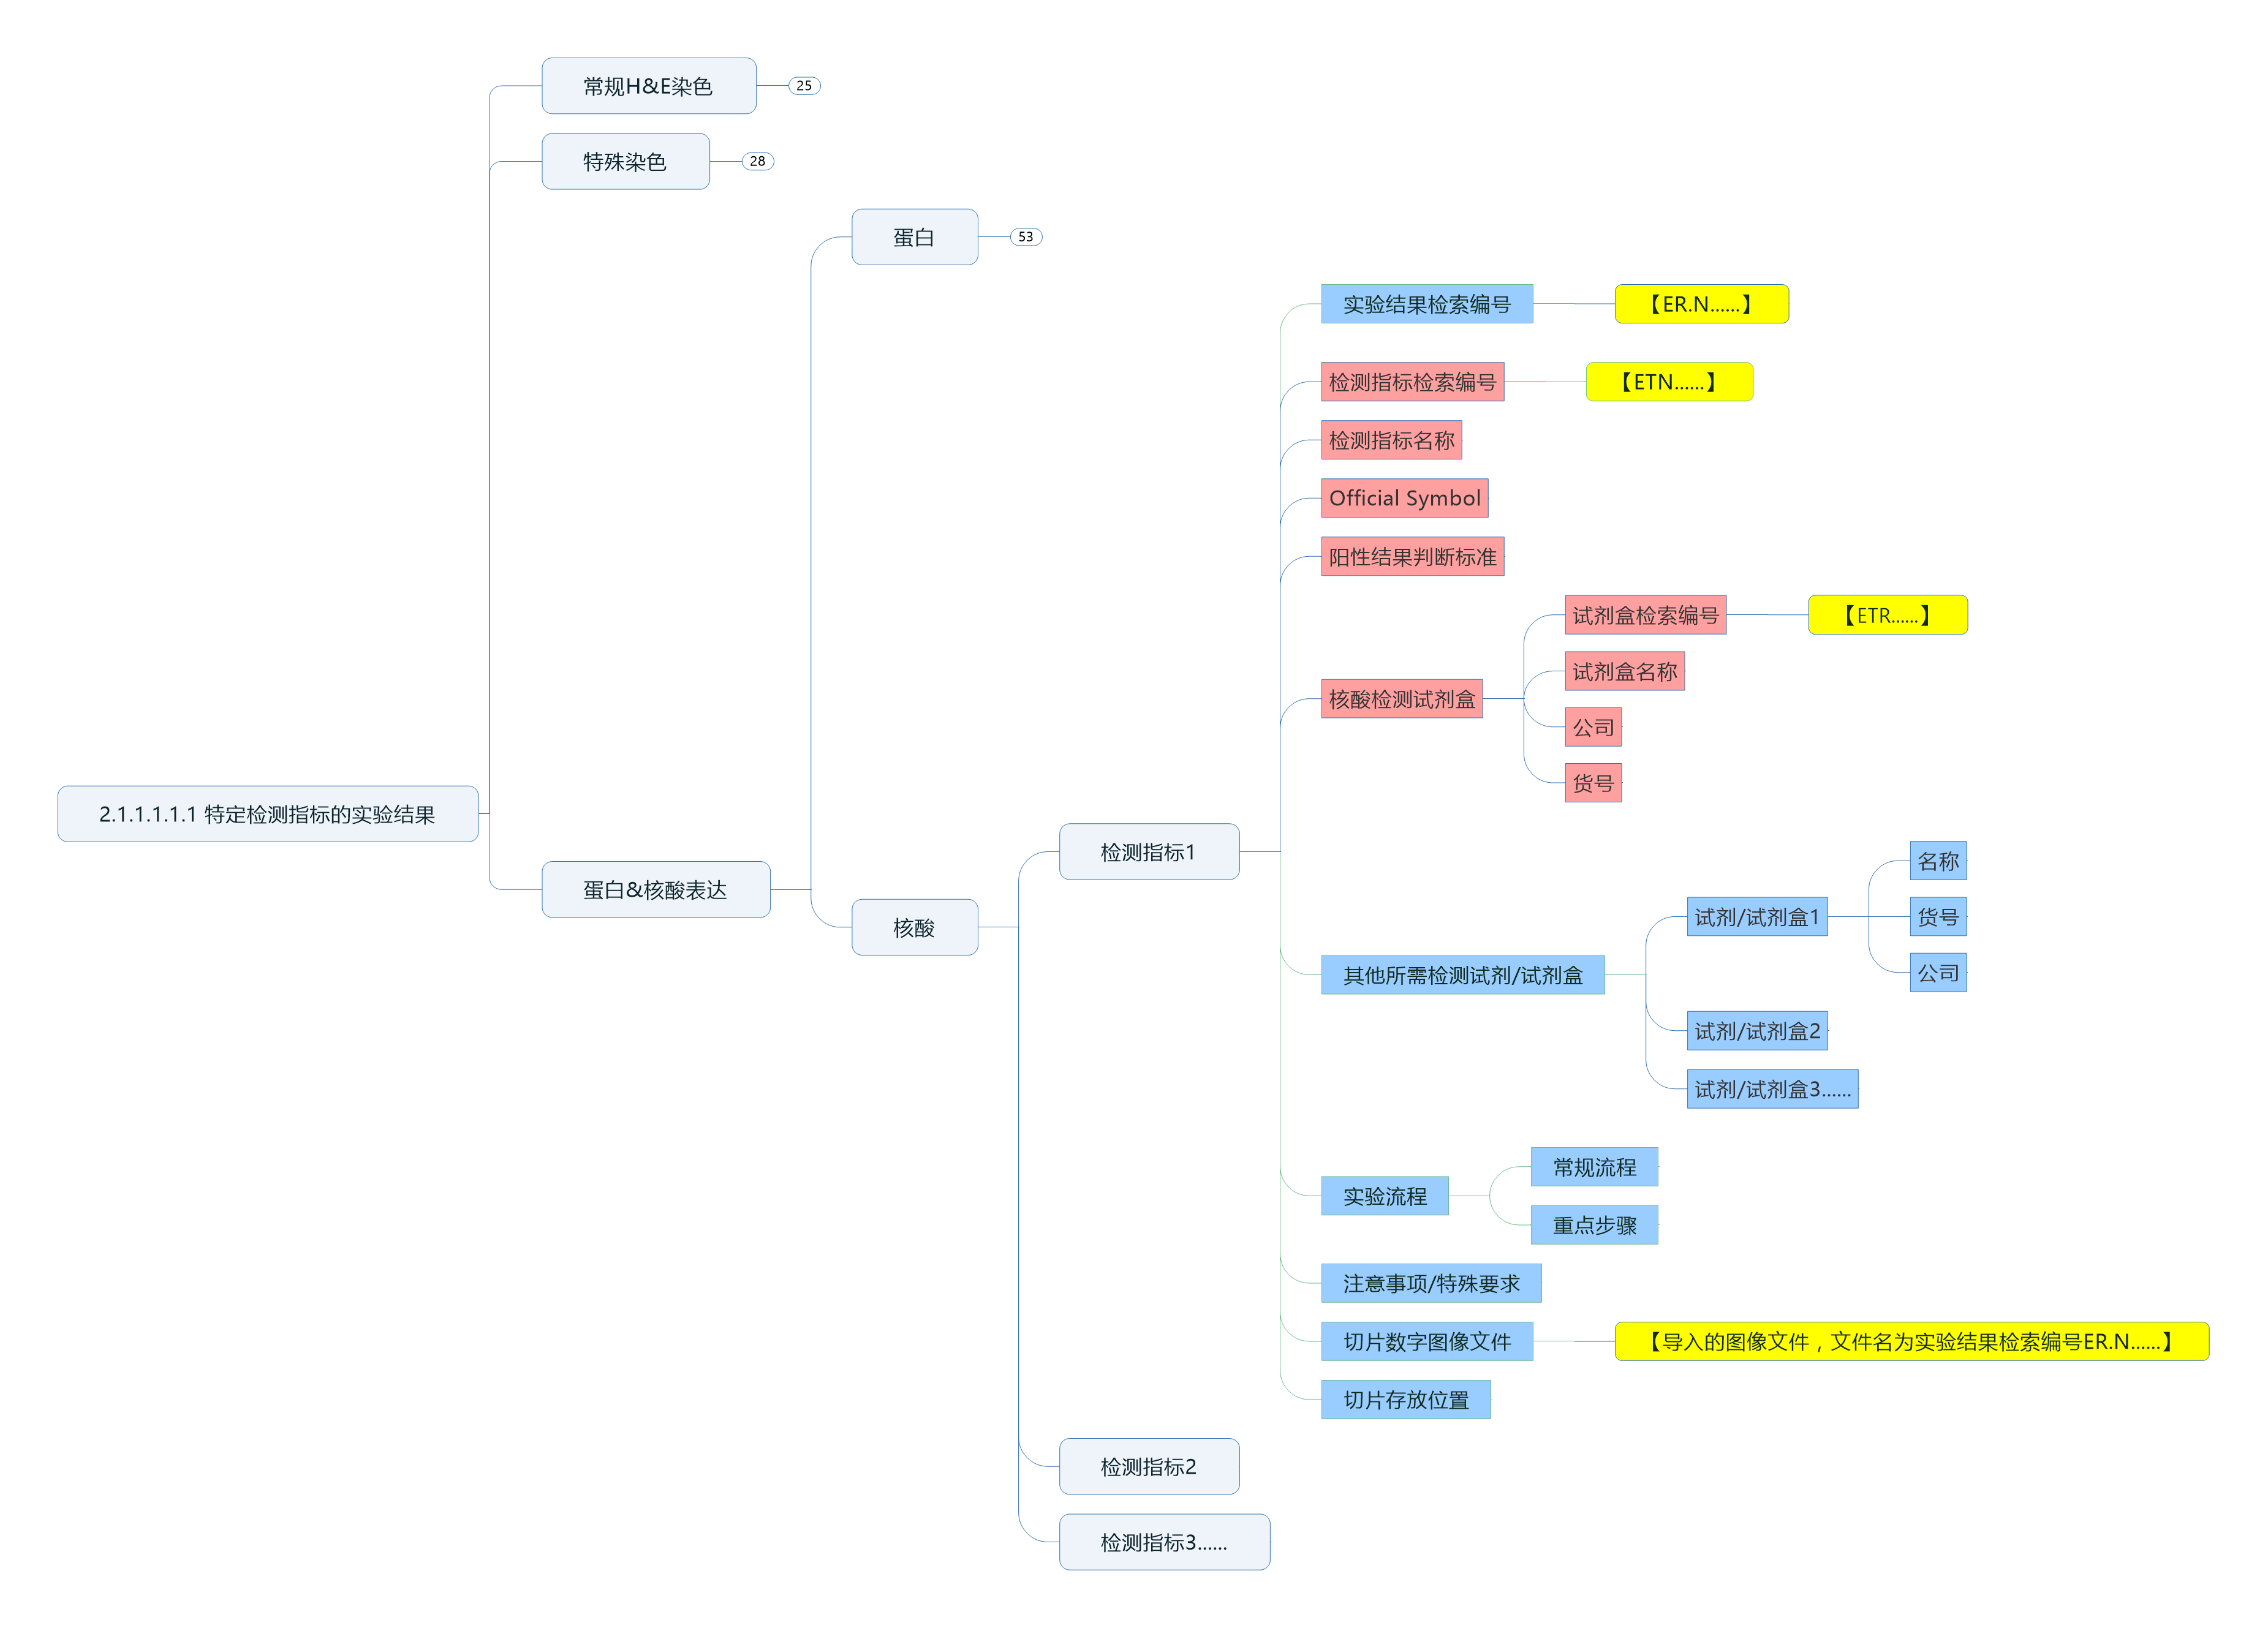 常规H&E染色
25
特殊染色
28
蛋白
53
实验结果检索编号
【ER.N......】
检测指标检索编号
【ETN......】
检测指标名称
Official Symbol
阳性结果判断标准
试剂盒检索编号
【ETR......】
试剂盒名称
核酸检测试剂盒
公司
货号
2.1.1.1.1.1 特定检测指标的实验结果
检测指标1
名称
蛋白&核酸表达
试剂/试剂盒1
货号
核酸
公司
其他所需检测试剂/试剂盒
试剂/试剂盒2
试剂/试剂盒3......
常规流程
实验流程
重点步骤
注意事项/特殊要求
切片数字图像文件
【导入的图像文件，文件名为实验结果检索编号ER.N......】
切片存放位置
检测指标2
检测指标3......